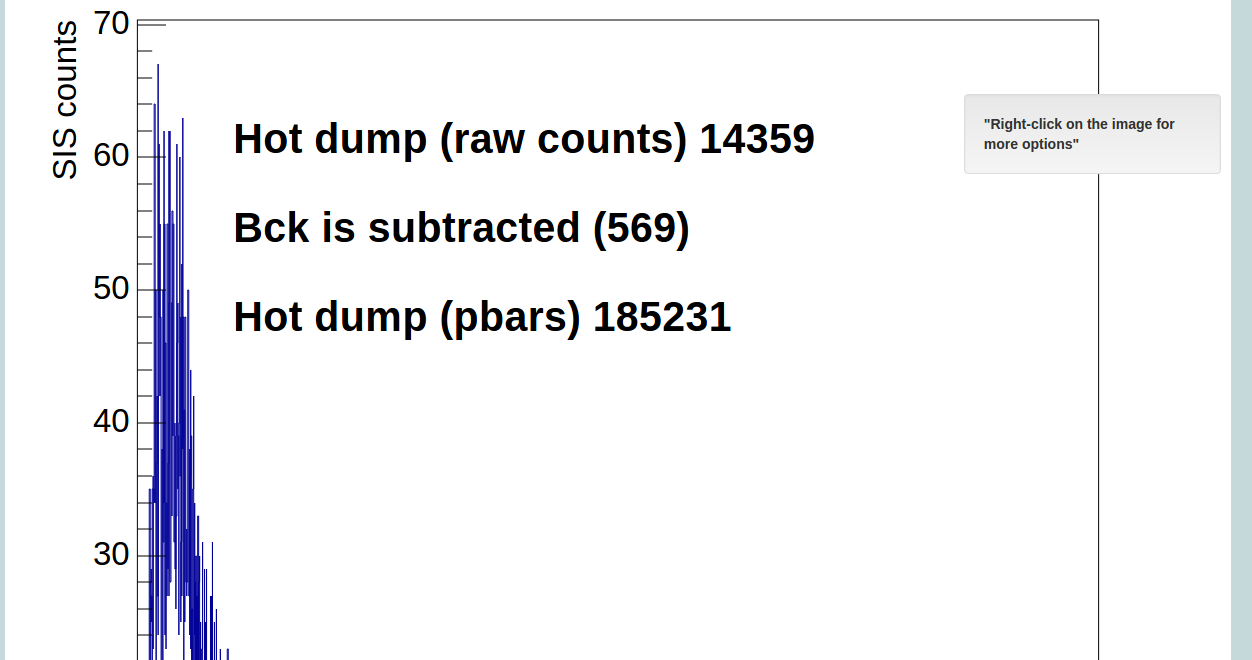 70
SIS counts
"Right-click on the image for
more options"
Hot dump (raw counts) 14359
60
Bck is subtracted (569)
50
Hot dump (pbars) 185231
40
30